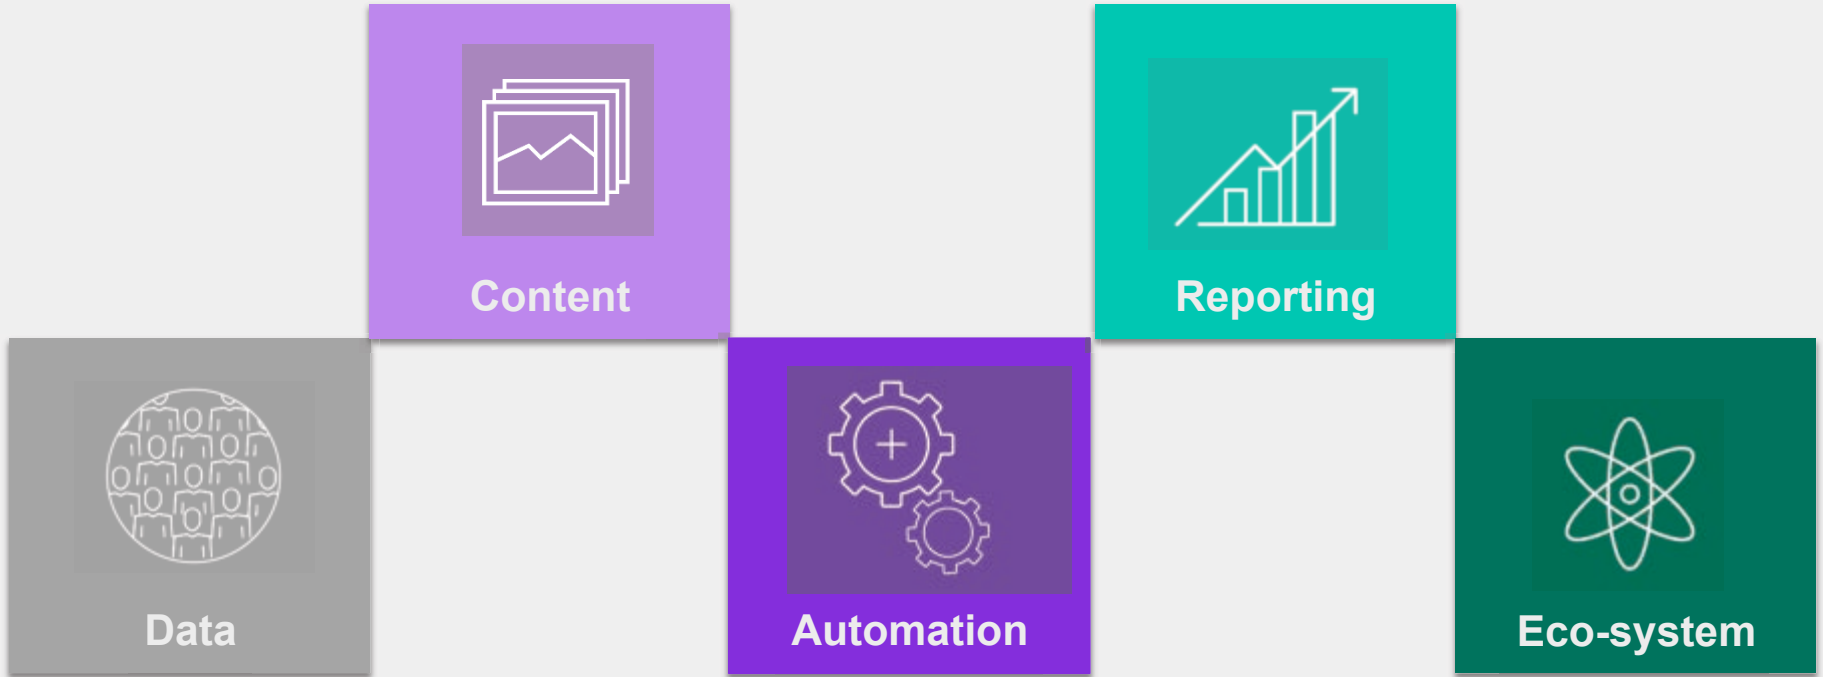 Content
Reporting
Data
Automation
Eco-system